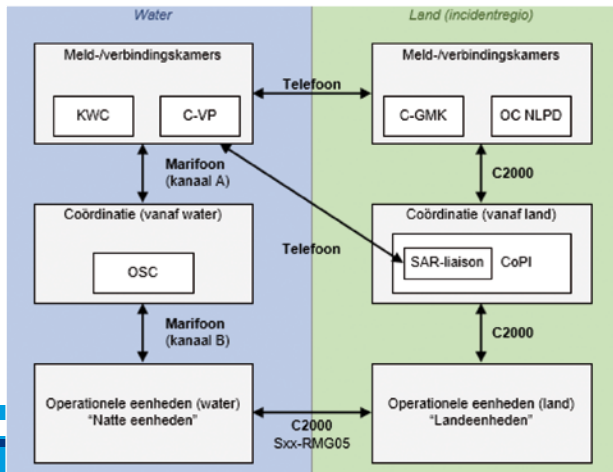 Water
Land (incidentregio)
Meld-/verbindingskamers
KWC
C-VP
Telefoon
Meld-/verbindingskamers
C-GMK
OC NLPD
Marifoon
(kanaal A)
C2000
Coördinatie (vanaf water)
OSC
Telefoon
Coördinatie (vanaf land)
SAR-liaison
CoPI
Marifoon
(kanaal B)
C2000
Operationele eenheden (water)
“Natte eenheden”
C2000
Sxx-RMG05
Operationele eenheden (land)
“Landeenheden”